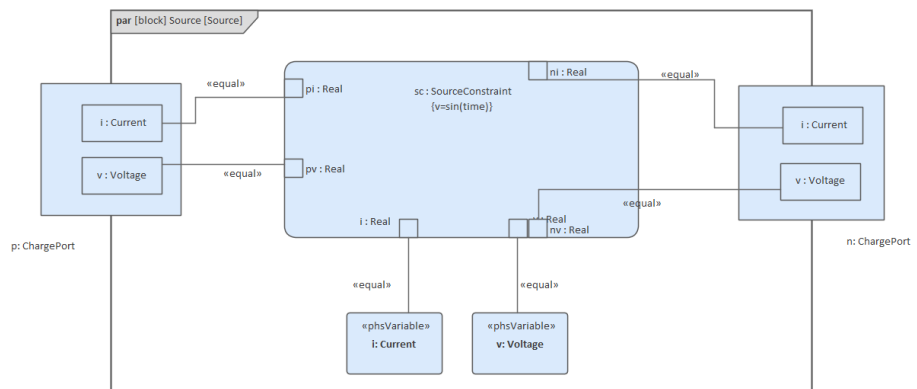 par [block] Source [Source]
«equal»
ni : Real
«equal»
pi : Real
sc : SourceConstraint
{v=sin(time)}
i : Current
i : Current
«equal»
pv : Real
v : Voltage
v : Voltage
«equal»
i : Real
Real
nv : Real
p: ChargePort
n: ChargePort
«equal»
«equal»
«phsVariable»
i: Current
«phsVariable»
v: Voltage